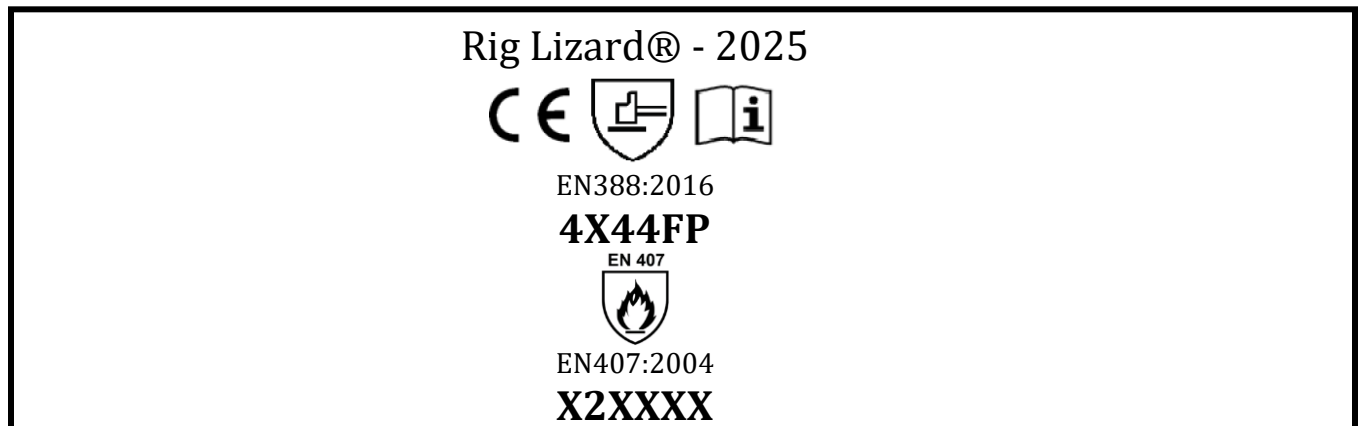 Rig Lizard® - 2025
CE
i
EN388:2016
4X44FP
EN 407
EN407:2004
X2XXXX